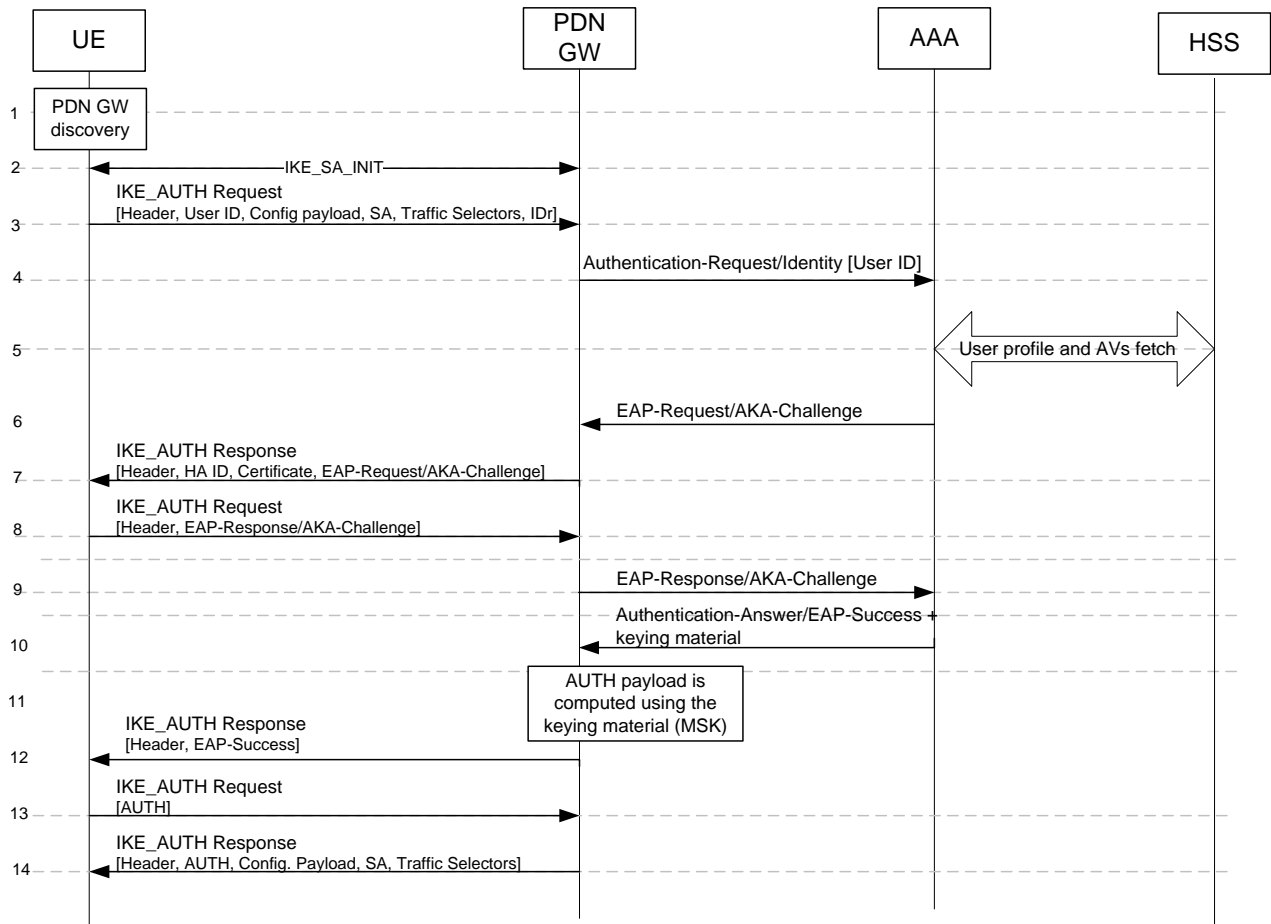 UE
PDN
GW
AAA
HSS
1
PDN GW
discovery
2
IKE_SA_INIT
IKE_AUTH Request
[Header, User ID, Config payload, SA, Traffic Selectors, IDr]
3
Authentication-Request/Identity [User ID]
4
5
User profile and AVs fetch
EAP-Request/AKA-Challenge
6
IKE_AUTH Response
[Header, HA ID, Certificate, EAP-Request/AKA-Challenge]
7
IKE_AUTH Request
[Header, EAP-Response/AKA-Challenge]
8
EAP-Response/AKA-Challenge
9
Authentication-Answer/EAP-Success +
keying material
10
AUTH payload is
computed using the
keying material (MSK)
11
IKE_AUTH Response
[Header, EAP-Success]
12
IKE_AUTH Request
[AUTH]
13
IKE_AUTH Response
[Header, AUTH, Config. Payload, SA, Traffic Selectors]
14